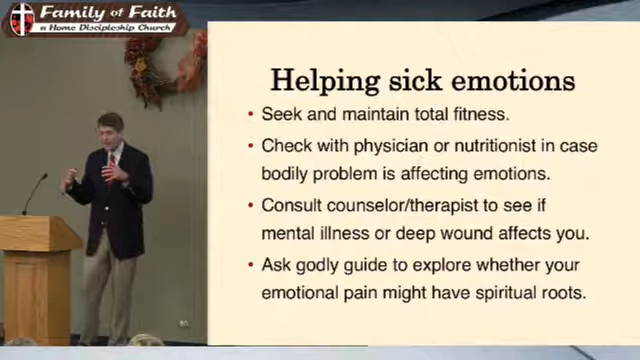 Family of Faith
a Home Discipleship Church
Helping sick emotions
• Seek and maintain total fitness.
• Check with physician or nutritionist in case
bodily problem is affecting emotions.
• Consult counselor/therapist to see if
mental illness or deep wound affects you.
• Ask godly guide to explore whether your
emotional pain might have spiritual roots.